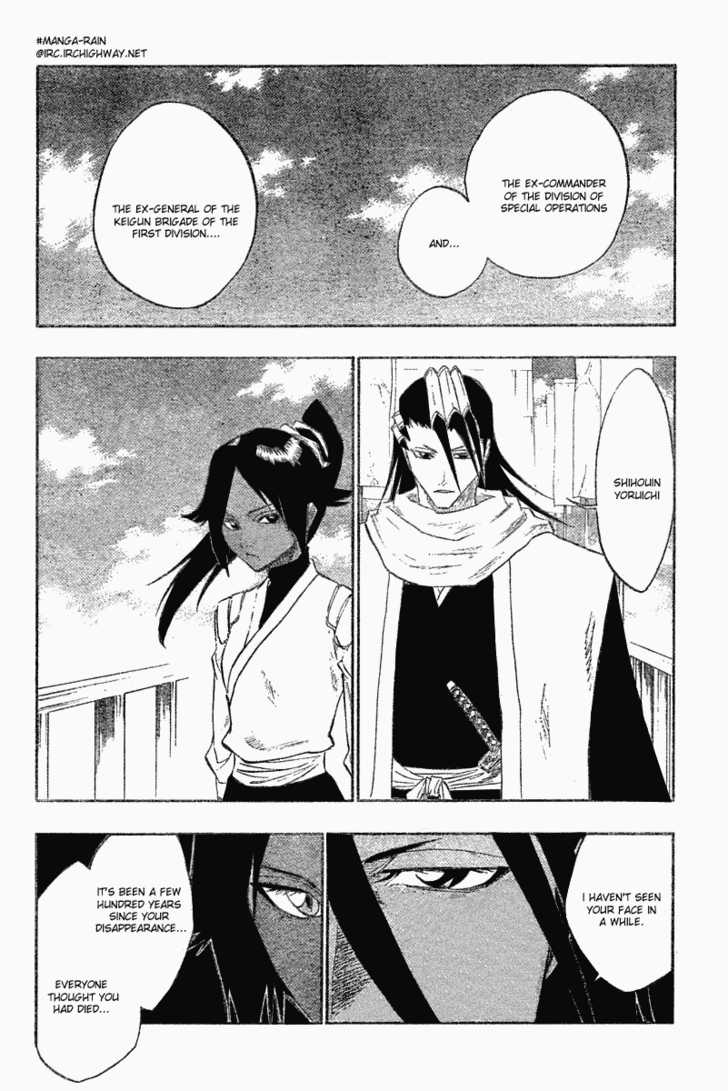 #MANGA-RAIN
@IRC.IRCHIGHWAY.NET
THE EX-COMMANDER
OF THE DIVISION OF
SPECIAL OPERATIONS
AND...
THE EX-GENERAL OF THE
KEIGUN BRIGADE OF THE
FIRST DIVISION....
SHIHOUIN
YORUICHI
I HAVEN'T SEEN
YOUR FACE IN
A WHILE.
IT'S BEEN A FEW
HUNDRED YEARS
SINCE YOUR
DISAPPEARANCE...
EVERYONE
THOUGHT YOU
HAD DIED...